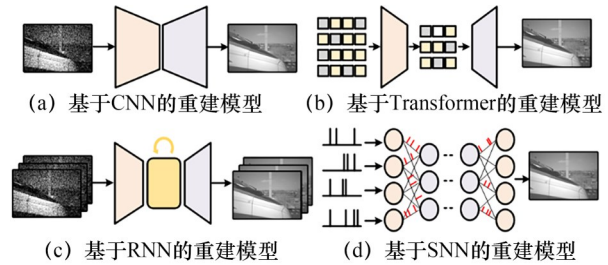 (a) 基于CNN的重建模型
(b) 基于Transformer的重建模型
(c) 基于RNN的重建模型
(d) 基于SNN的重建模型